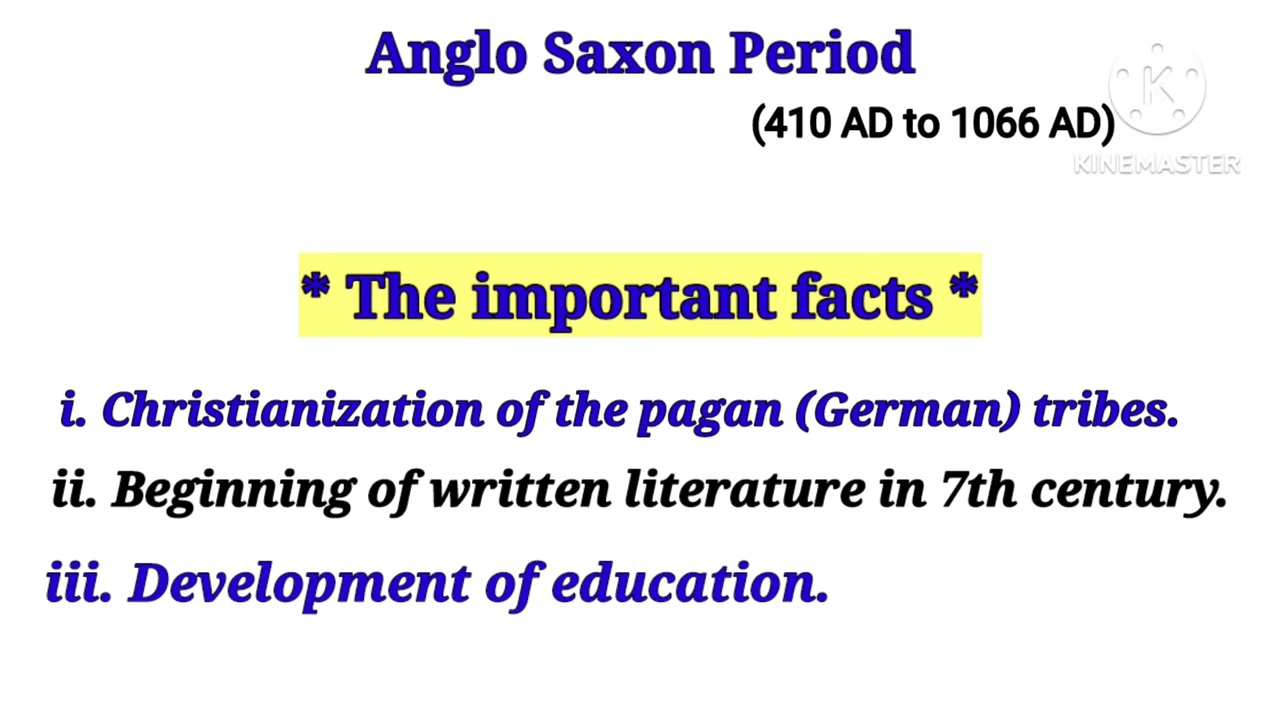 Anglo Saxon Period
(410 AD to 1066 AD)
K
KINEMASTER
* The important facts *
i. Christianization of the pagan (German) tribes.
ii. Beginning of written literature in 7th century.
iii. Development of education.